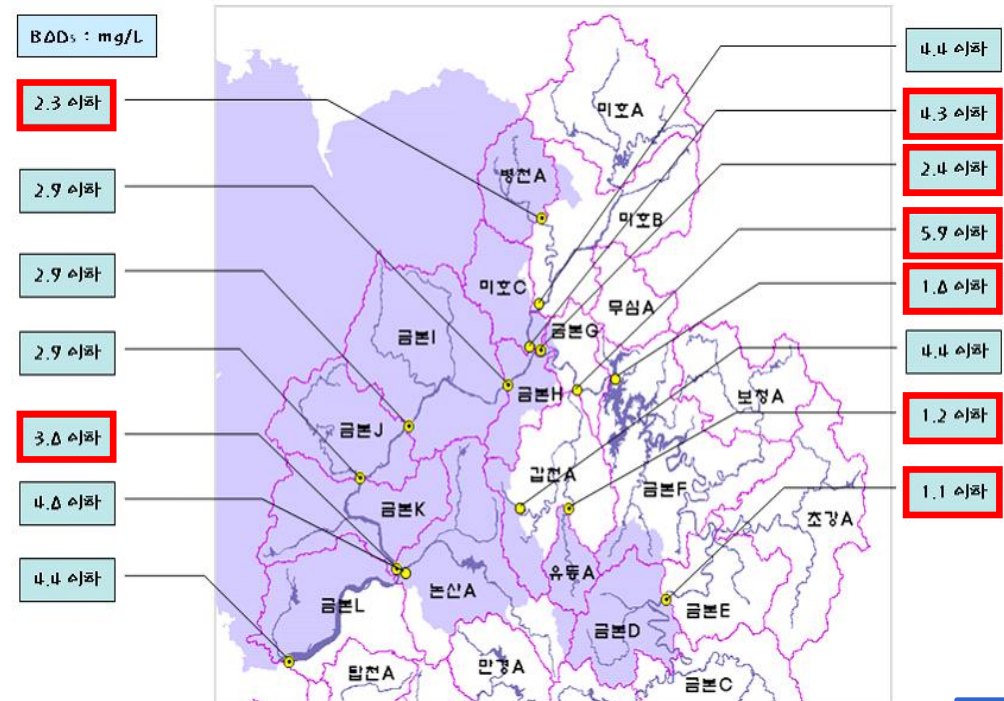 BOD₅ : mg/L
2.3 이하
2.9 이하
2.9 이하
2.9 이하
3.0 이하
4.0 이하
4.4 이하
미호A
병천A
미호B
미호C
무심A
금본G
금본I
금본H
보청A
금본J
갑천A
금본F
금본K
초강A
유등A
논산A
금본E
금본L
금본D
탑천A
만경A
금본C
4.4 이하
4.3 이하
2.4 이하
5.9 이하
1.0 이하
4.4 이하
1.2 이하
1.1 이하